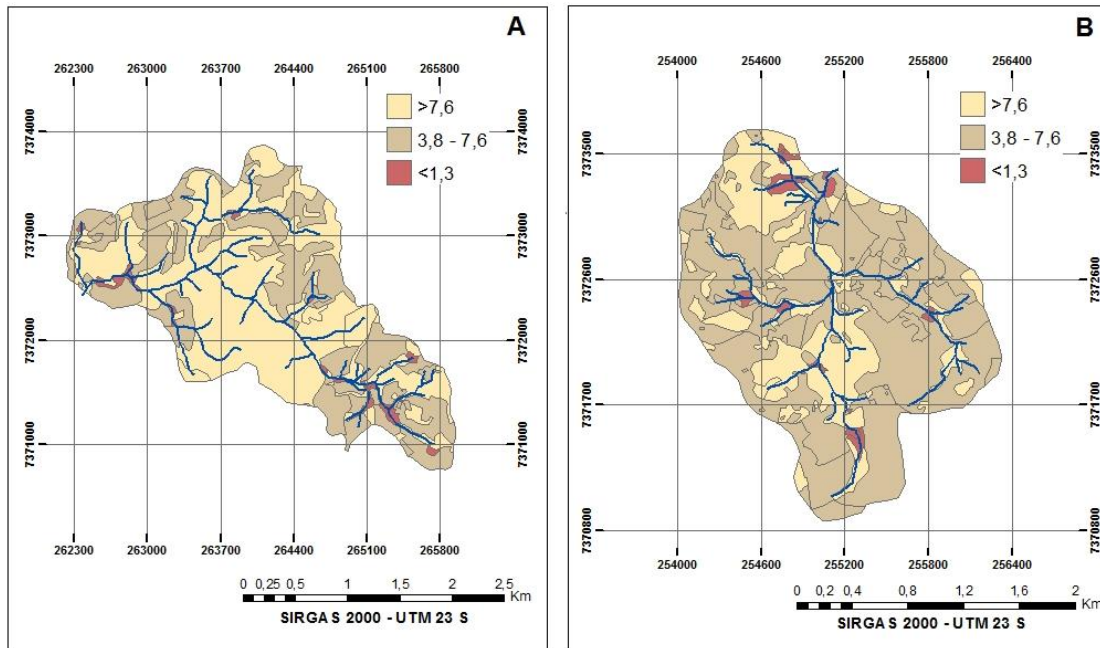 A
262300 263000 263700 264400 265100 265800
>7,6
3,8 - 7,6
<1,3
7374000 7374000
7373000 7373000
7372000 7372000
7371000 7371000
262300 263000 263700 264400 265100 265800
0 0,25 0,5 1 1,5 2 2,5
Km
SIRGAS 2000 - UTM 23 S
B
254000 254600 255200 255800 256400
>7,6
3,8 - 7,6
<1,3
7373500 7373500
7372600 7372600
7371700 7371700
7370800 7370800
254000 254600 255200 255800 256400
0 0,2 0,4 0,8 1,2 1,6 2
Km
SIRGAS 2000 - UTM 23 S